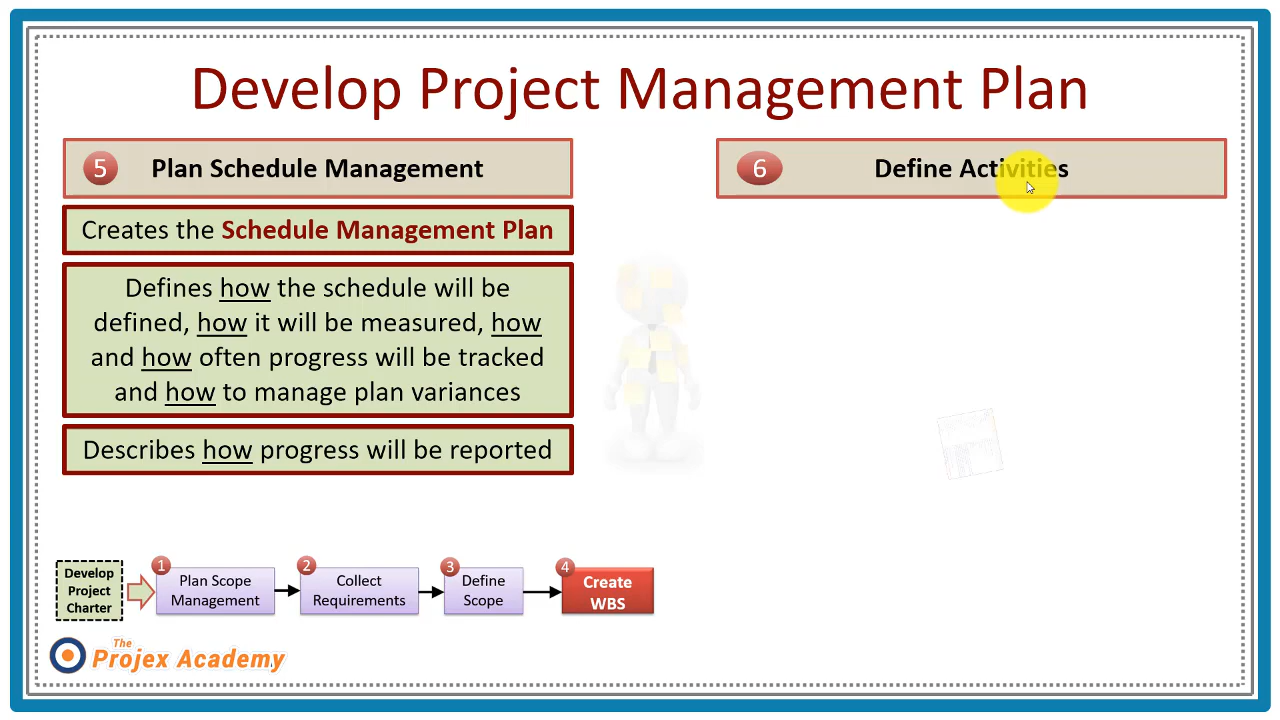 Develop Project Management Plan
5 Plan Schedule Management
Creates the Schedule Management Plan
Defines how the schedule will be
defined, how it will be measured, how
and how often progress will be tracked
and how to manage plan variances
Describes how progress will be reported
6 Define Activities
Develop
Project
Charter
1
Plan Scope
Management
2
Collect
Requirements
3
Define
Scope
4
Create
WBS
The
Projex Academy